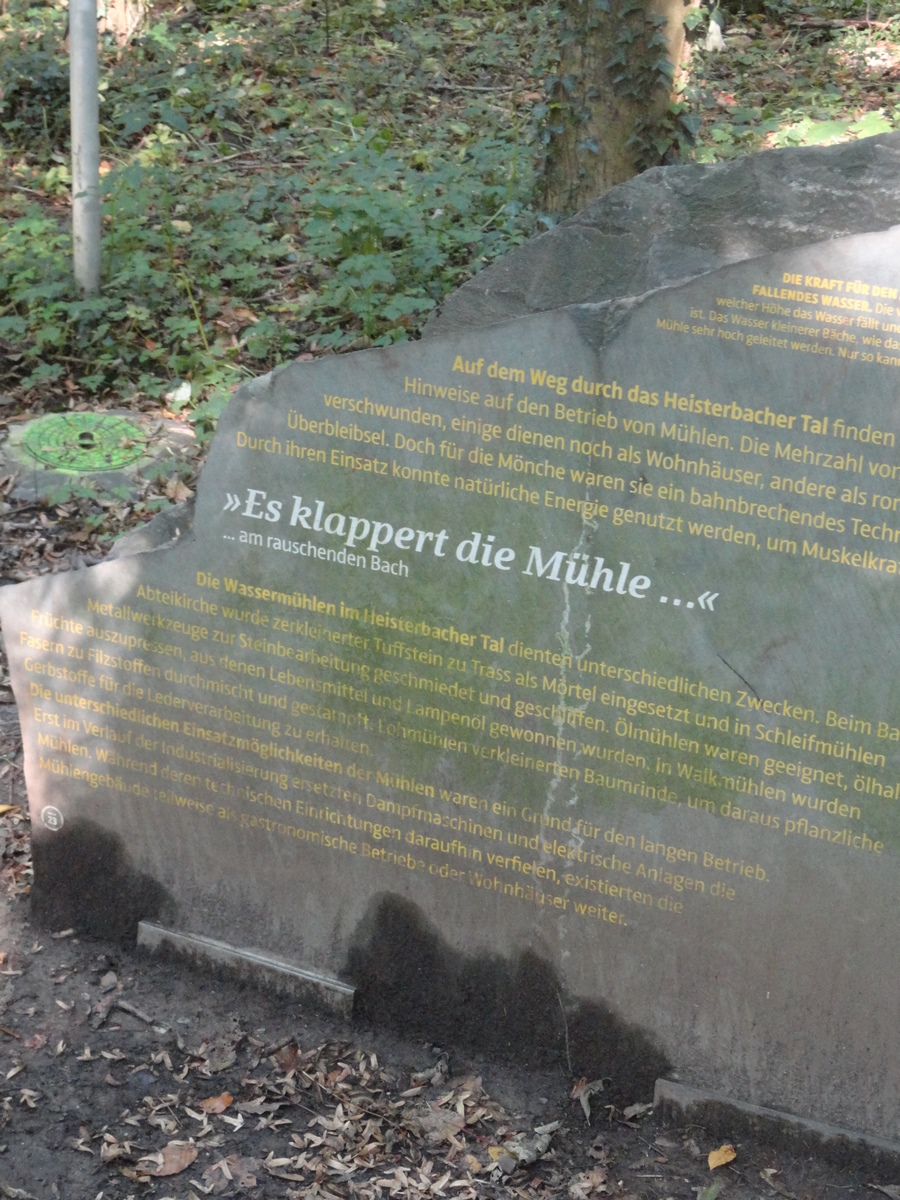 DIE KRAFT FÜR DEN
FALLENDES WASSER. Die
welcher Höhe das Wasser fällt und
ist. Das Wasser kleinerer Bäche, wie das
Mühle sehr hoch geleitet werden. Nur so kann
Auf dem Weg durch das Heisterbacher Tal finden
Hinweise auf den Betrieb von Mühlen. Die Mehrzahl von
verschwunden, einige dienen noch als Wohnhäuser, andere als
Überbleibsel. Doch für die Mönche waren sie ein bahnbrechendes
Durch ihren Einsatz konnte natürliche Energie genutzt werden, um
»Es klappert die Mühle ...«
... am rauschenden Bach
Die Wassermühlen im Heisterbacher Tal dienten unterschiedlichen Zwecken. Beim
Abteikirche wurde zerkleinerter Tuffstein zu Trass als Mörtel eingesetzt und in Schleifmühlen
Metallwerkzeuge zur Steinbearbeitung geschmiedet und geschliffen. Ölmühlen waren geeignet,
Früchte auszupressen, aus denen Lebensmittel und Lampenöl gewonnen wurden. In Walkmühlen wurden
Fasern zu Filzstoffen durchmischt und gestampft. Lohmühlen verkleinerten Baumrinde, um daraus pflanzliche
Gerbstoffe für die Lederverarbeitung zu erhalten.
Die unterschiedlichen Einsatzmöglichkeiten der Mühlen waren ein Grund für den langen Betrieb.
Erst im Verlauf der Industrialisierung ersetzten Dampfmaschinen und elektrische Anlagen die
Mühlen. Während deren technischen Einrichtungen daraufhin verfielen, existierten die
Mühlengebäude teilweise als gastronomische Betriebe oder Wohnhäuser weiter.